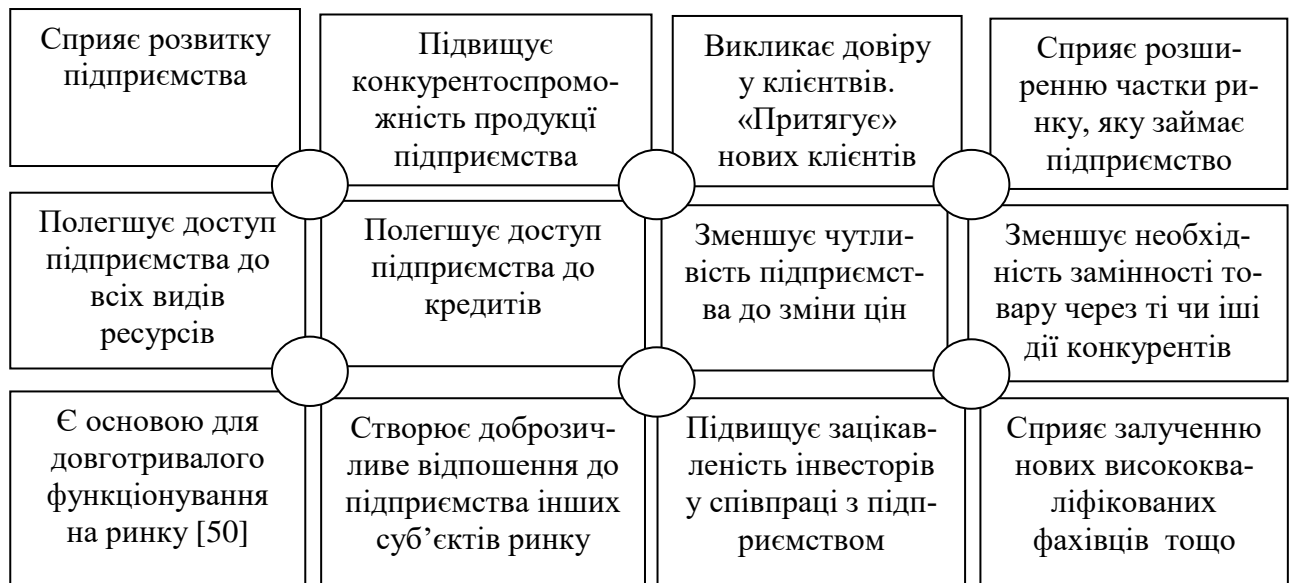 Сприяє розвитку
підприємства
Підвищує
конкурентоспромо-
жність продукцї
підприємства
Викликає довіру
у клієнтвів.
«Притягує»
нових клієнтів
Сприяє розши-
ренню частки ри-
нку, яку займає
підприємство
Полегшує доступ
підприємства до
всіх видів
ресурсів
Полегшує доступ
підприємства до
кредитів
Зменшує чутли-
вість підприємст-
ва до зміни цін
Зменшує необхід-
ність замінності то-
вару через ті чи іші
дії конкурентів
Є основою для
довготривалого
функціонування
на ринку [50]
Створює доброзич-
ливе відпошення до
підприємства інших
суб’єктів ринку
Підвищує зацікав-
леність інвесторів
у співпраці з підп-
риємством
Сприяє залученню
нових висококва-
ліфікованих
фахівців тощо